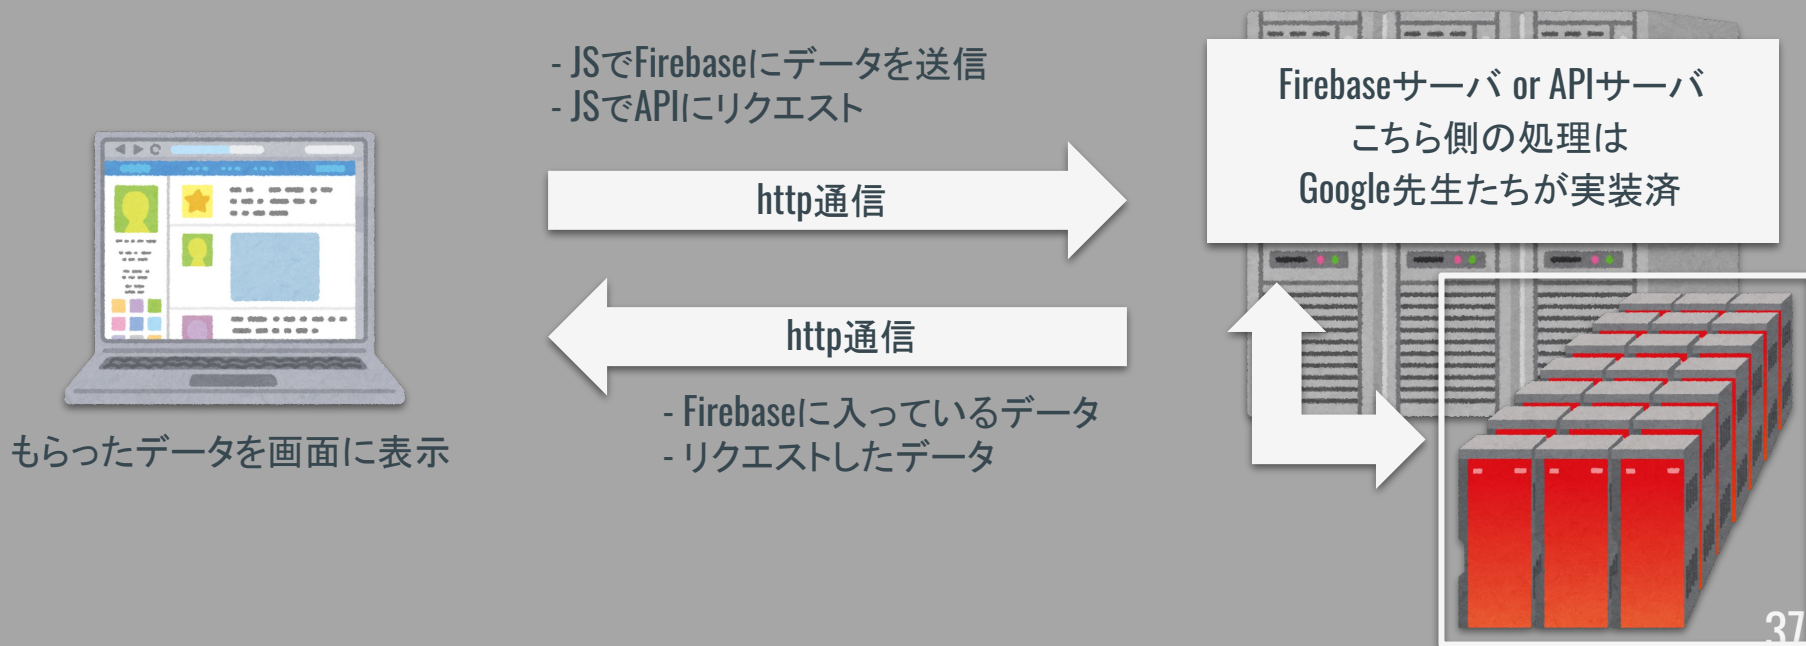 - JSでFirebaseにデータを送信
- JSでAPIにリクエスト
http通信
http通信
- Firebaseに入っているデータ
- リクエストしたデータ
もらったデータを画面に表示
Firebaseサーバ or APIサーバ
こちら側の処理は
Google先生たちが実装済
37